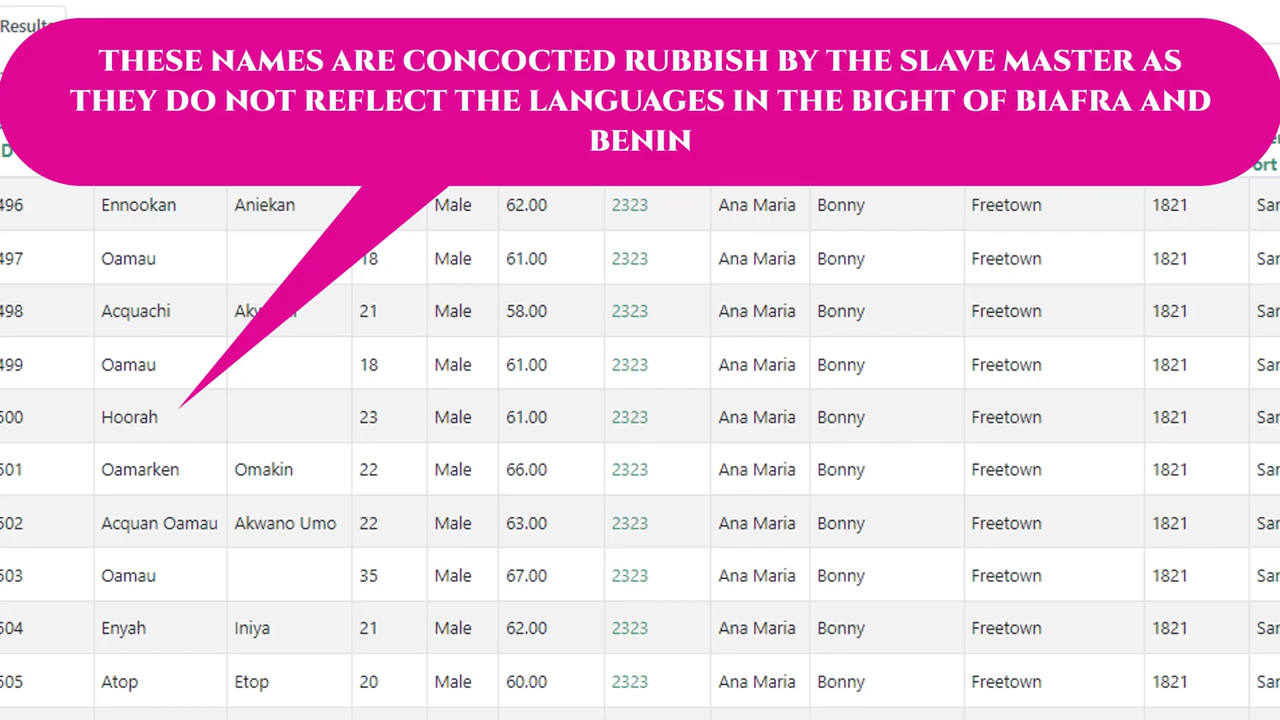 Results
THESE NAMES ARE CONCOCTED RUBBISH BY THE SLAVE MASTER AS
THEY DO NOT REFLECT THE LANGUAGES IN THE BIGHT OF BIAFRA AND
BENIN
496 Ennookan Aniekan Male 62.00 2323 Ana Maria Bonny Freetown 1821
497 Oamau 18 Male 61.00 2323 Ana Maria Bonny Freetown 1821
498 Acquachi 21 Male 58.00 2323 Ana Maria Bonny Freetown 1821
499 Oamau 18 Male 61.00 2323 Ana Maria Bonny Freetown 1821
500 Hoorah 23 Male 61.00 2323 Ana Maria Bonny Freetown 1821
501 Oamarken Omakin 22 Male 66.00 2323 Ana Maria Bonny Freetown 1821
502 Acquan Oamau Akwano Umo 22 Male 63.00 2323 Ana Maria Bonny Freetown 1821
503 Oamau 35 Male 67.00 2323 Ana Maria Bonny Freetown 1821
504 Enyah Iniya 21 Male 62.00 2323 Ana Maria Bonny Freetown 1821
505 Atop Etop 20 Male 60.00 2323 Ana Maria Bonny Freetown 1821